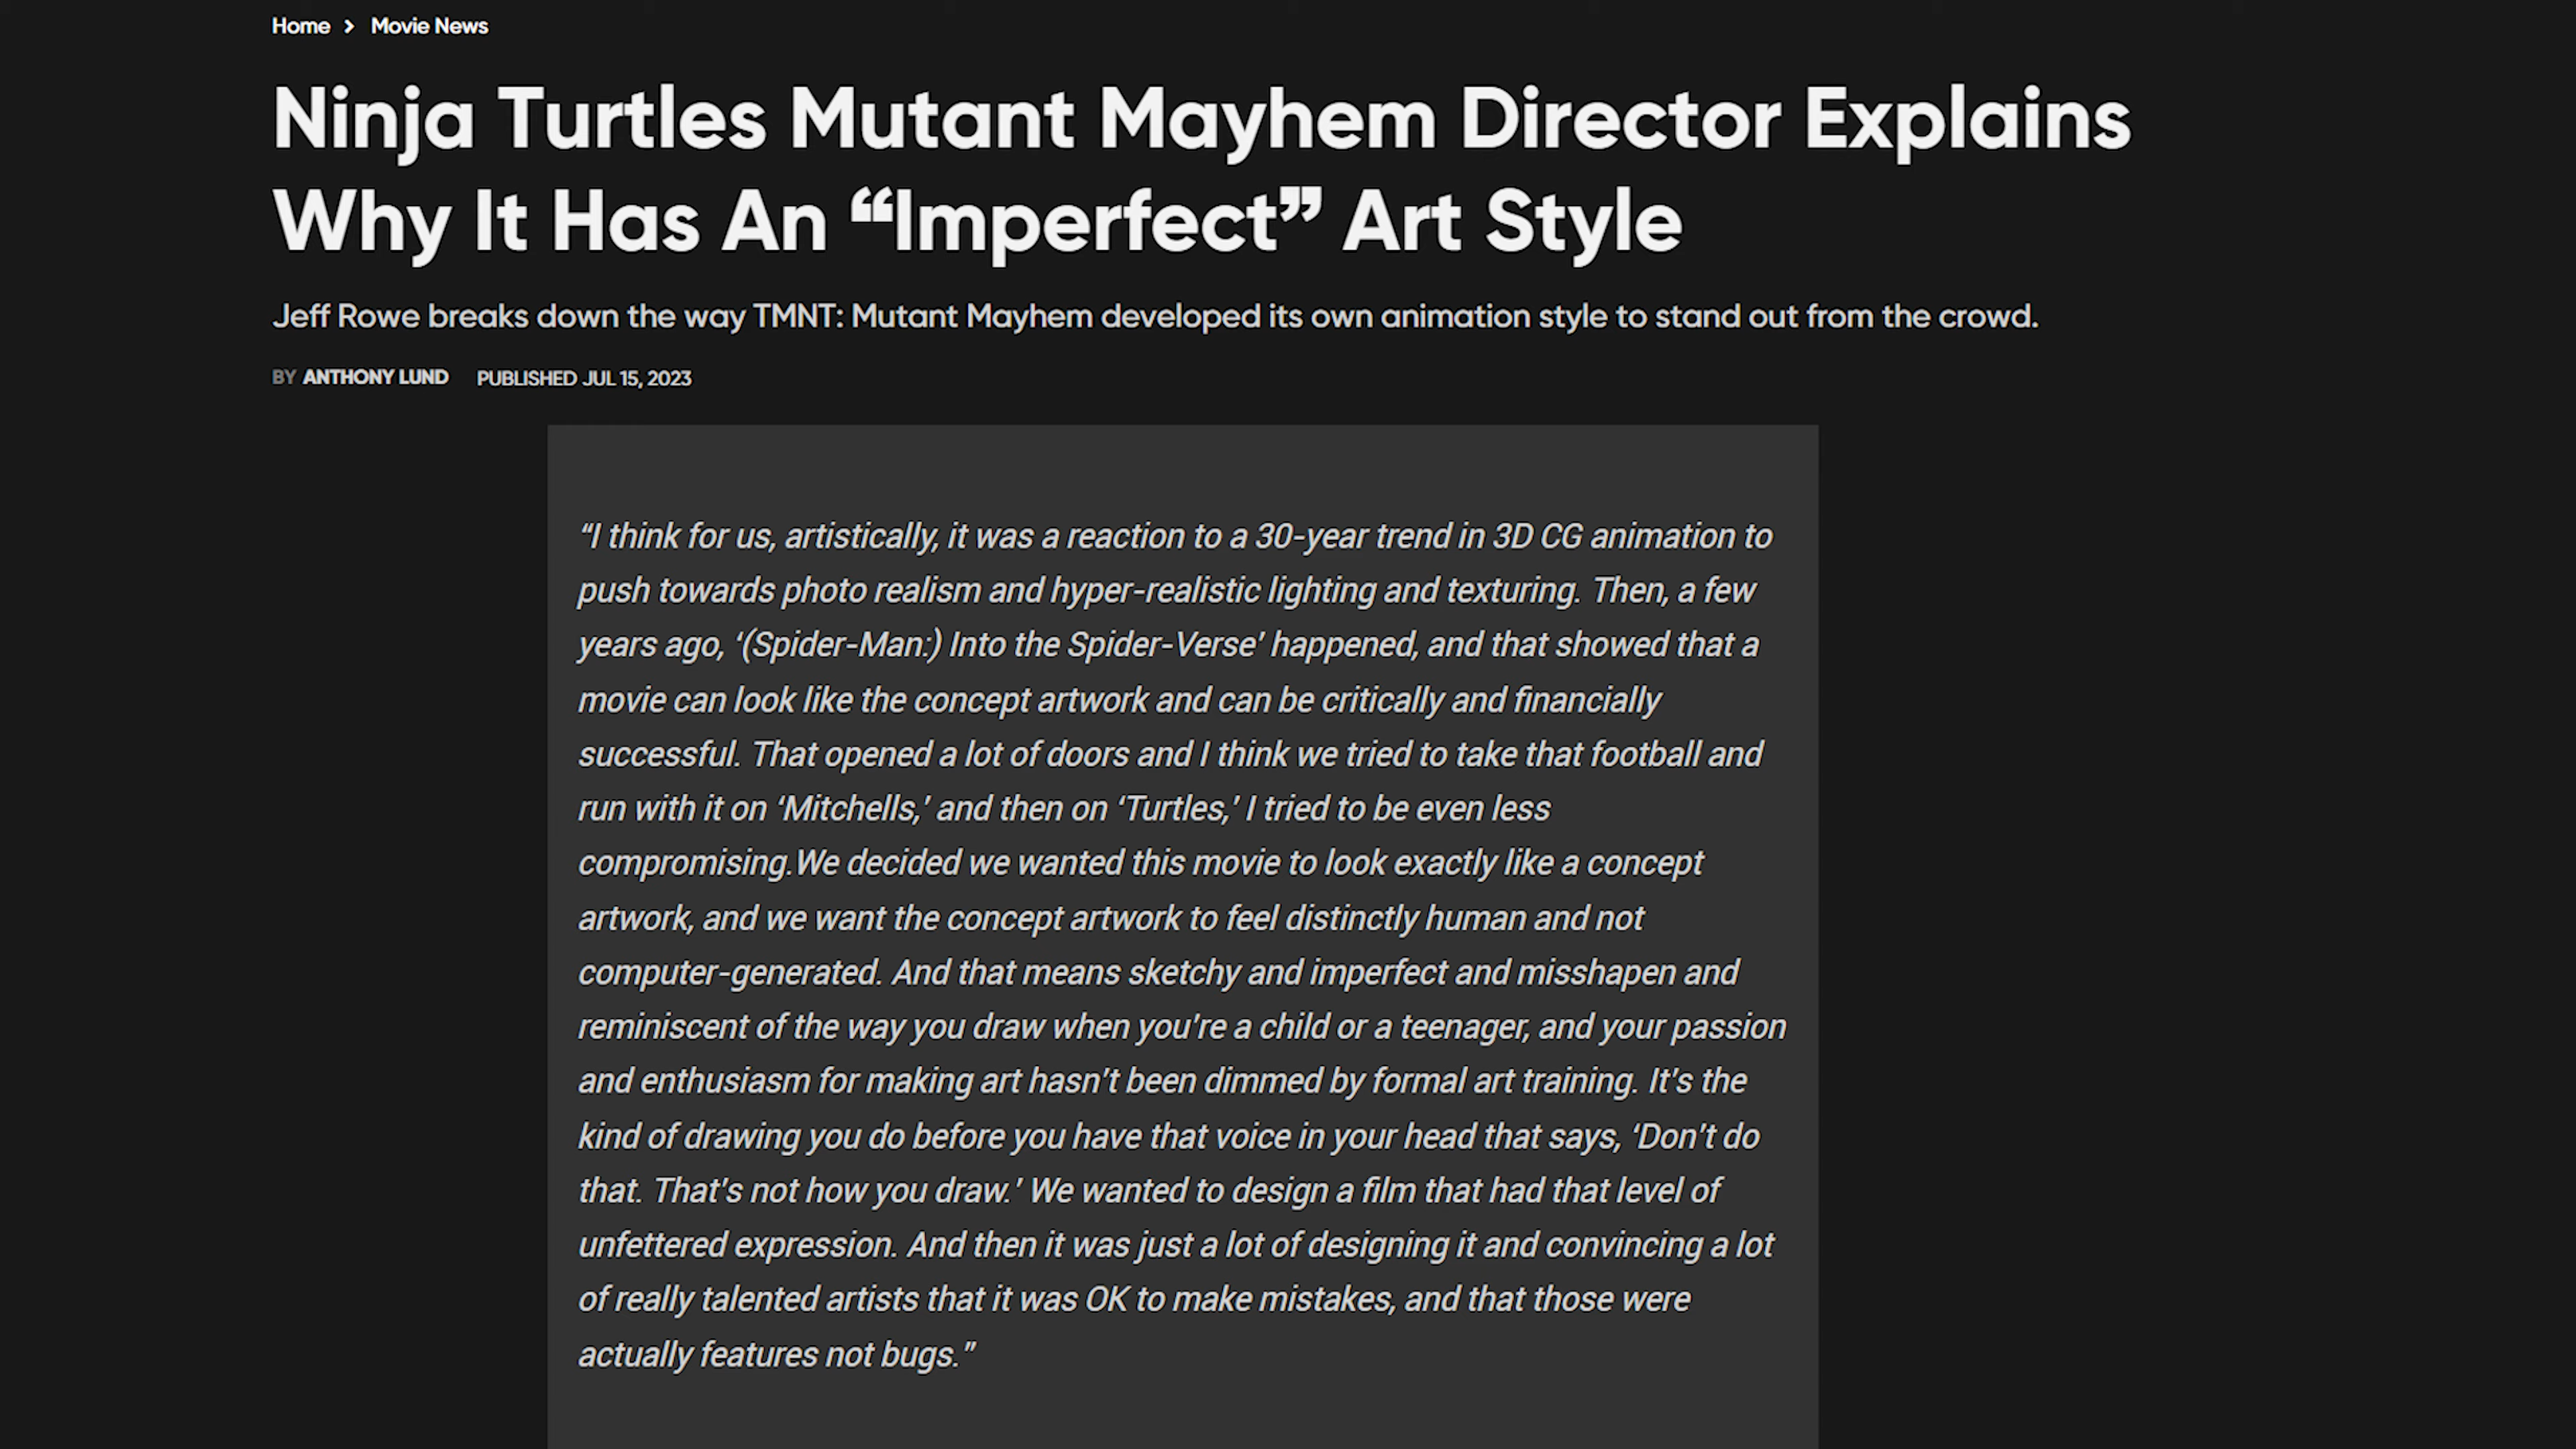 Home > Movie News
Ninja Turtles Mutant Mayhem Director Explains
Why It Has An “Imperfect” Art Style
Jeff Rowe breaks down the way TMNT: Mutant Mayhem developed its own animation style to stand out from the crowd.
BY ANTHONY LUND PUBLISHED JUL 15, 2023
“I think for us, artistically, it was a reaction to a 30-year trend in 3D CG animation to
push towards photo realism and hyper-realistic lighting and texturing. Then, a few
years ago, ‘(Spider-Man:) Into the Spider-Verse’ happened, and that showed that a
movie can look like the concept artwork and can be critically and financially
successful. That opened a lot of doors and I think we tried to take that football and
run with it on ‘Mitchells,’ and then on ‘Turtles,’ I tried to be even less
compromising.We decided we wanted this movie to look exactly like a concept
artwork, and we want the concept artwork to feel distinctly human and not
computer-generated. And that means sketchy and imperfect and misshapen and
reminiscent of the way you draw when you’re a child or a teenager, and your passion
and enthusiasm for making art hasn’t been dimmed by formal art training. It’s the
kind of drawing you do before you have that voice in your head that says, ‘Don’t do
that. That’s not how you draw.’ We wanted to design a film that had that level of
unfettered expression. And then it was just a lot of designing it and convincing a lot
of really talented artists that it was OK to make mistakes, and that those were
actually features not bugs.”